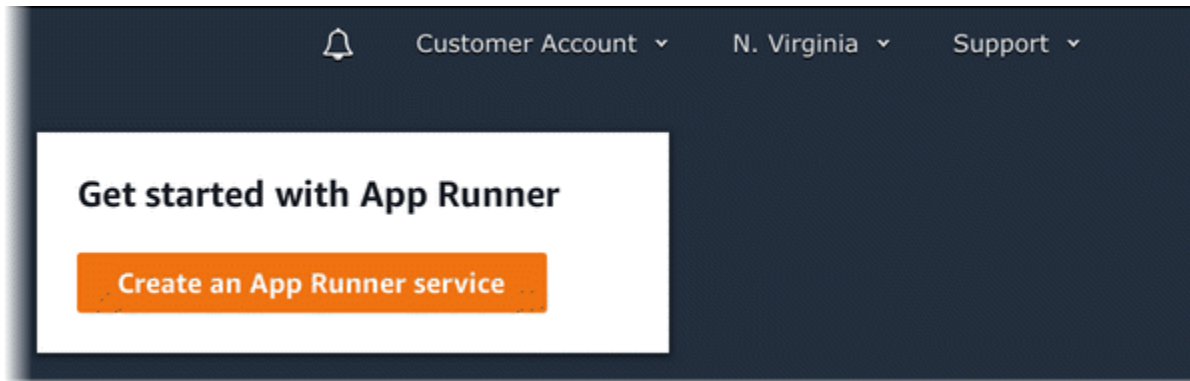 Customer Account N. Virginia Support
Get started with App Runner
Create an App Runner service